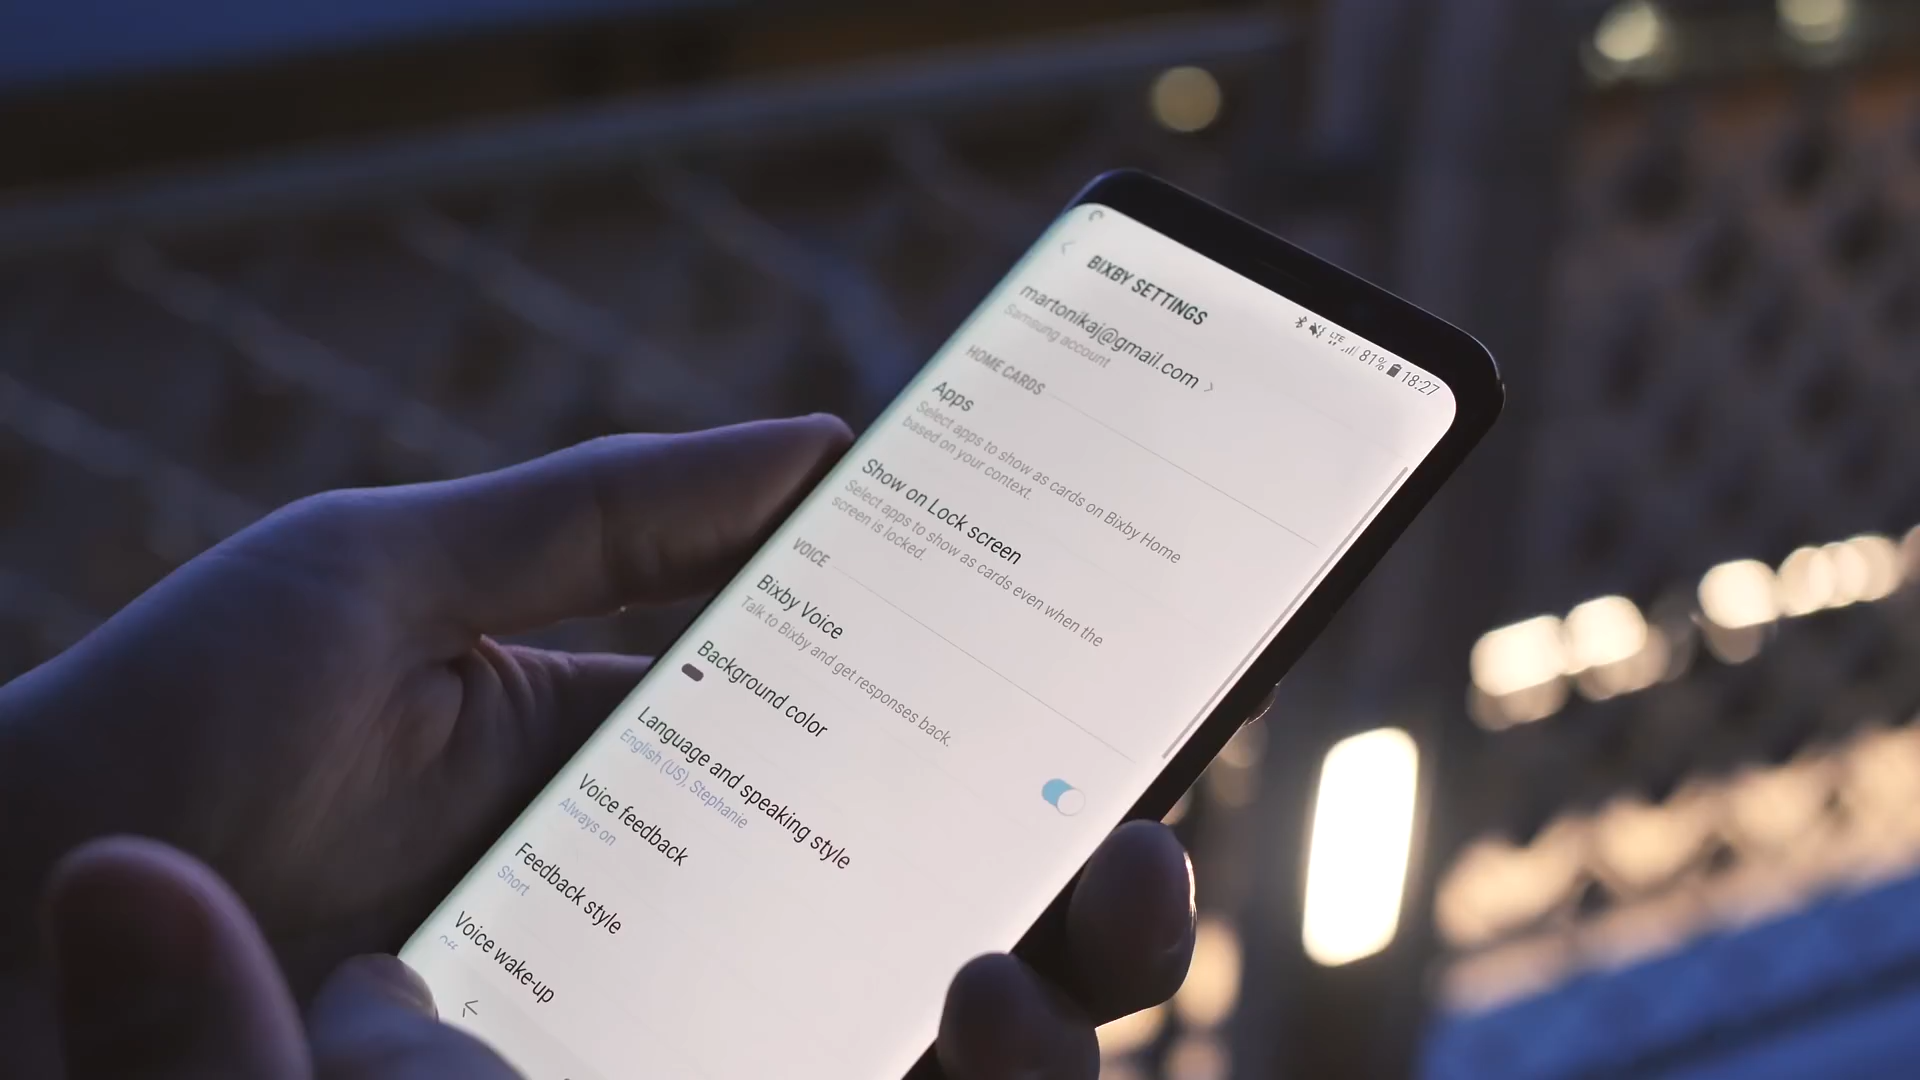 LTE 81% 18:27
BIXBY SETTINGS
martonikaj@gmail.com
Samsung account
HOME CARDS
Apps
Select apps to show as cards on Bixby Home
based on your context.
Show on Lock screen
Select apps to show as cards even when the
screen is locked.
VOICE
Bixby Voice
Talk to Bixby and get responses back.
Background color
Language and speaking style
English (US), Stephanie
Voice feedback
Always on
Feedback style
Short
Voice wake-up